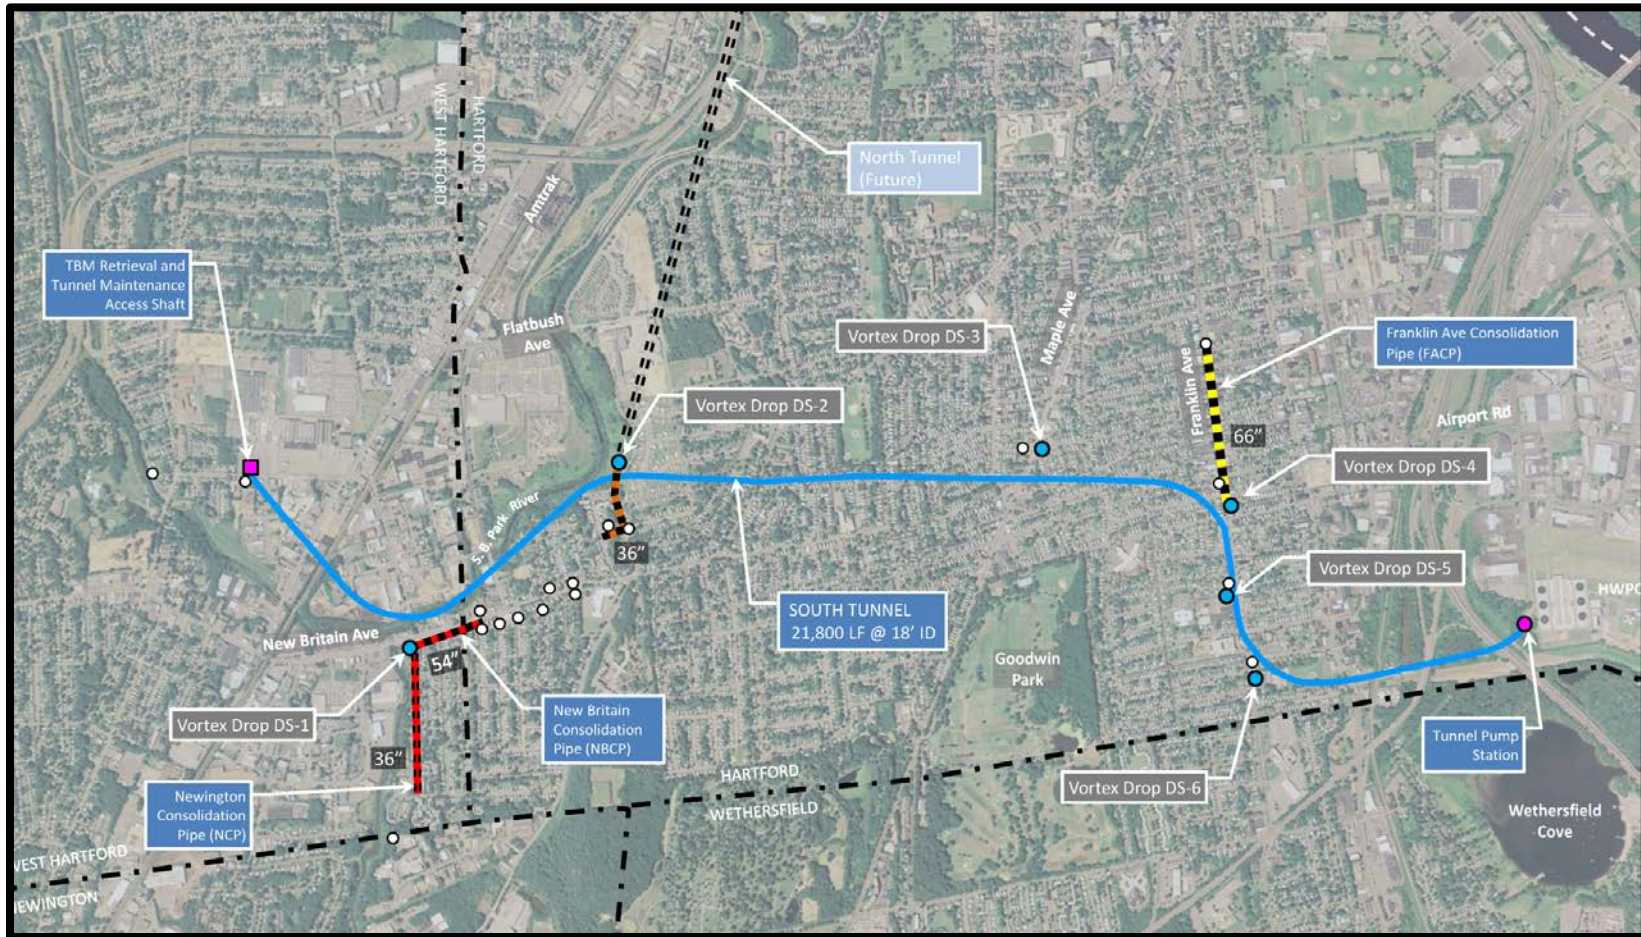 WEST HARTFORD
HARTFORD
North Tunnel
(Future)
Amtrak
TBM Retrieval and
Tunnel Maintenance
Access Shaft
Flatbush
Ave
Vortex Drop DS-3
Maple Ave
Franklin Ave
Franklin Ave Consolidation
Pipe (FACP)
Airport Rd
Vortex Drop DS-2
66"
Vortex Drop DS-4
S. B. Park River
36"
Vortex Drop DS-5
HWPC
SOUTH TUNNEL
21,800 LF @ 18' ID
New Britain Ave
54"
Goodwin
Park
Vortex Drop DS-1
New Britain
Consolidation
Pipe (NBCP)
36"
Tunnel Pump
Station
Newington
Consolidation
Pipe (NCP)
HARTFORD
WETHERSFIELD
Vortex Drop DS-6
Wethersfield
Cove
WEST HARTFORD
NEWINGTON